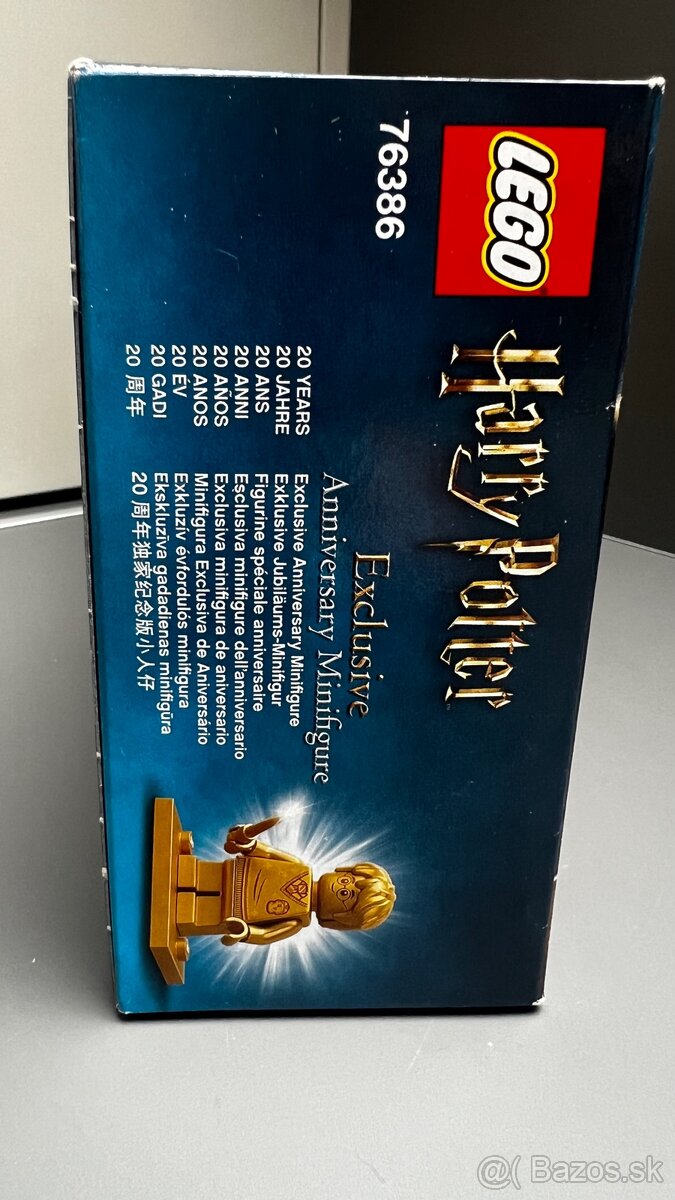 LEGO
Harry Potter
™
76386
Exclusive
Anniversary Minifigure
20 YEARS Exclusive Anniversary Minifigure
20 JAHRE Exklusive Jubiläums-Minifigur
20 ANS Figurine spéciale anniversaire
20 ANNI Esclusiva minifigure dell'anniversario
20 AÑOS Exclusiva minifigura de aniversario
20 ANOS Minifigura Exclusiva de Aniversário
20 ÉV Exkluzív évfordulós minifigura
20 GADI Ekskluzīva gadadienas minifigūra
20 周年 20 周年独家纪念版小人仔
@( Bazos.sk